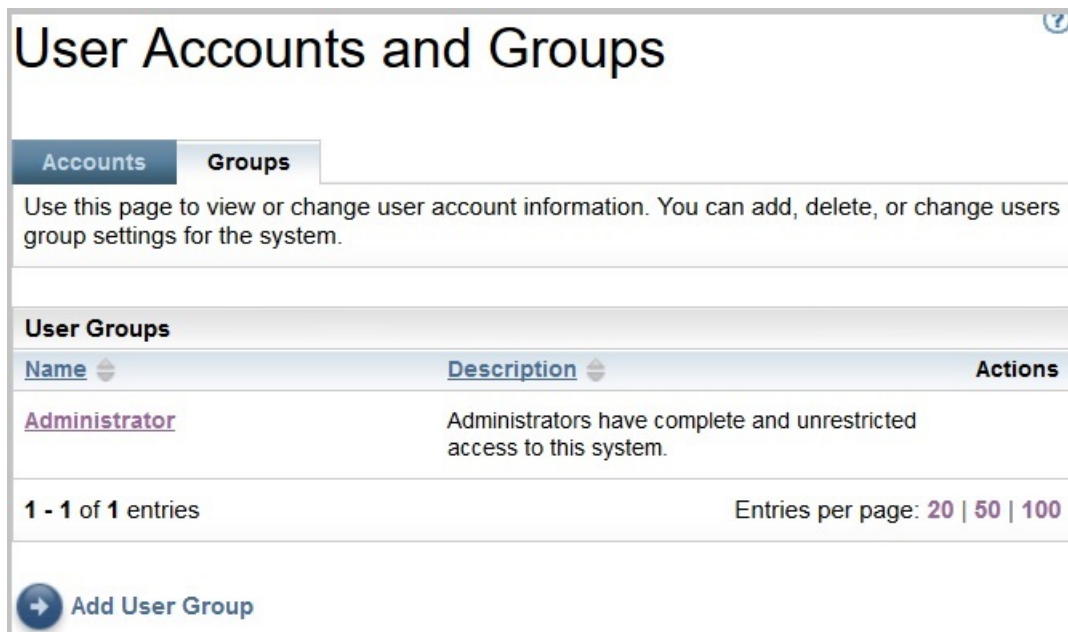 User Accounts and Groups
Accounts Groups
Use this page to view or change user account information. You can add, delete, or change users
group settings for the system.
User Groups
Name Description Actions
Administrator Administrators have complete and unrestricted
access to this system.
1 - 1 of 1 entries Entries per page: 20 | 50 | 100
Add User Group